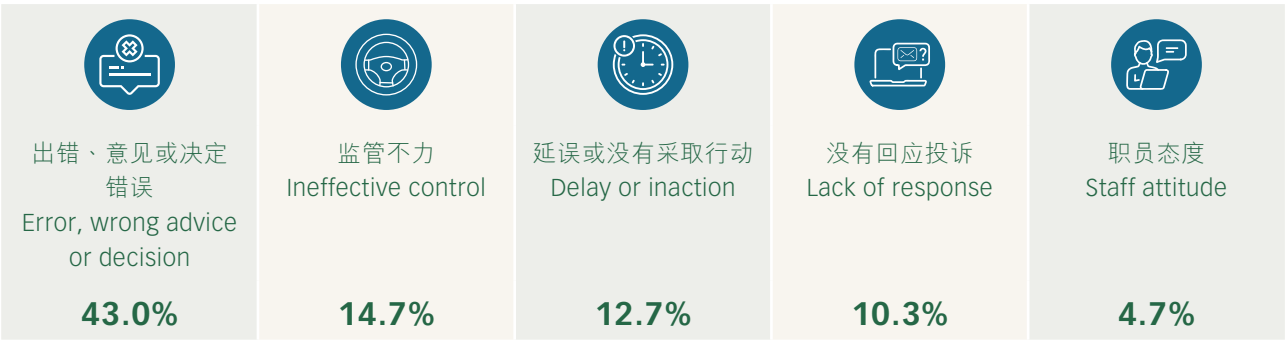 出错、意见或决定
错误
Error, wrong advice
or decision
43.0%
监管不力
Ineffective control
14.7%
延误或没有采取行动
Delay or inaction
12.7%
没有回应投诉
Lack of response
10.3%
职员态度
Staff attitude
4.7%